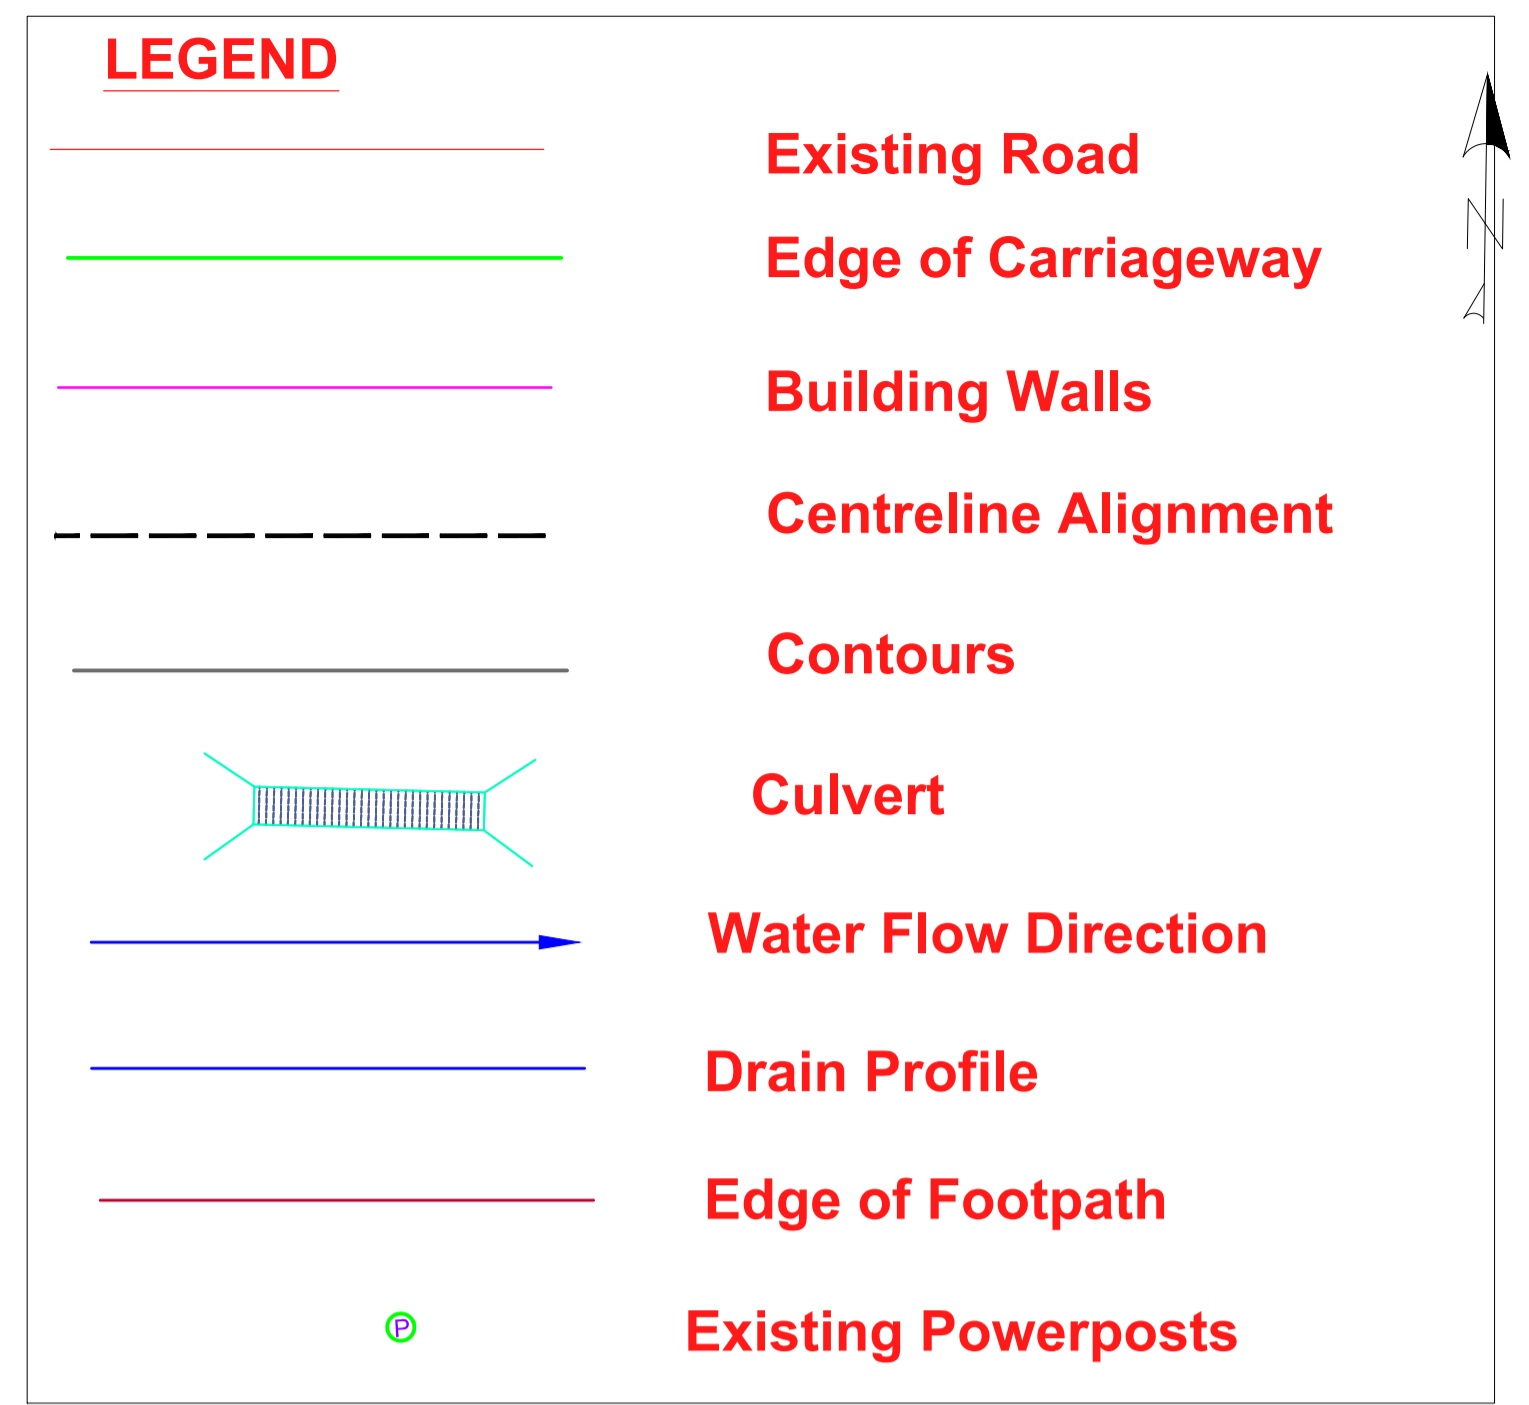 LEGEND
Existing Road
N
Edge of Carriageway
Building Walls
Centreline Alignment
Contours
Culvert
Water Flow Direction
Drain Profile
Edge of Footpath
P
Existing Powerposts